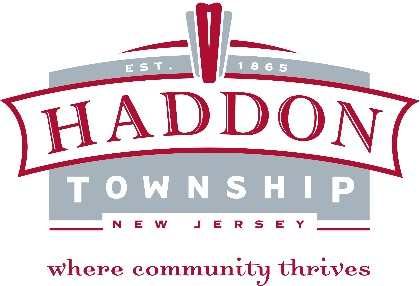 EST. 1865
HADDON
TOWNSHIP
NEW JERSEY
where community thrives